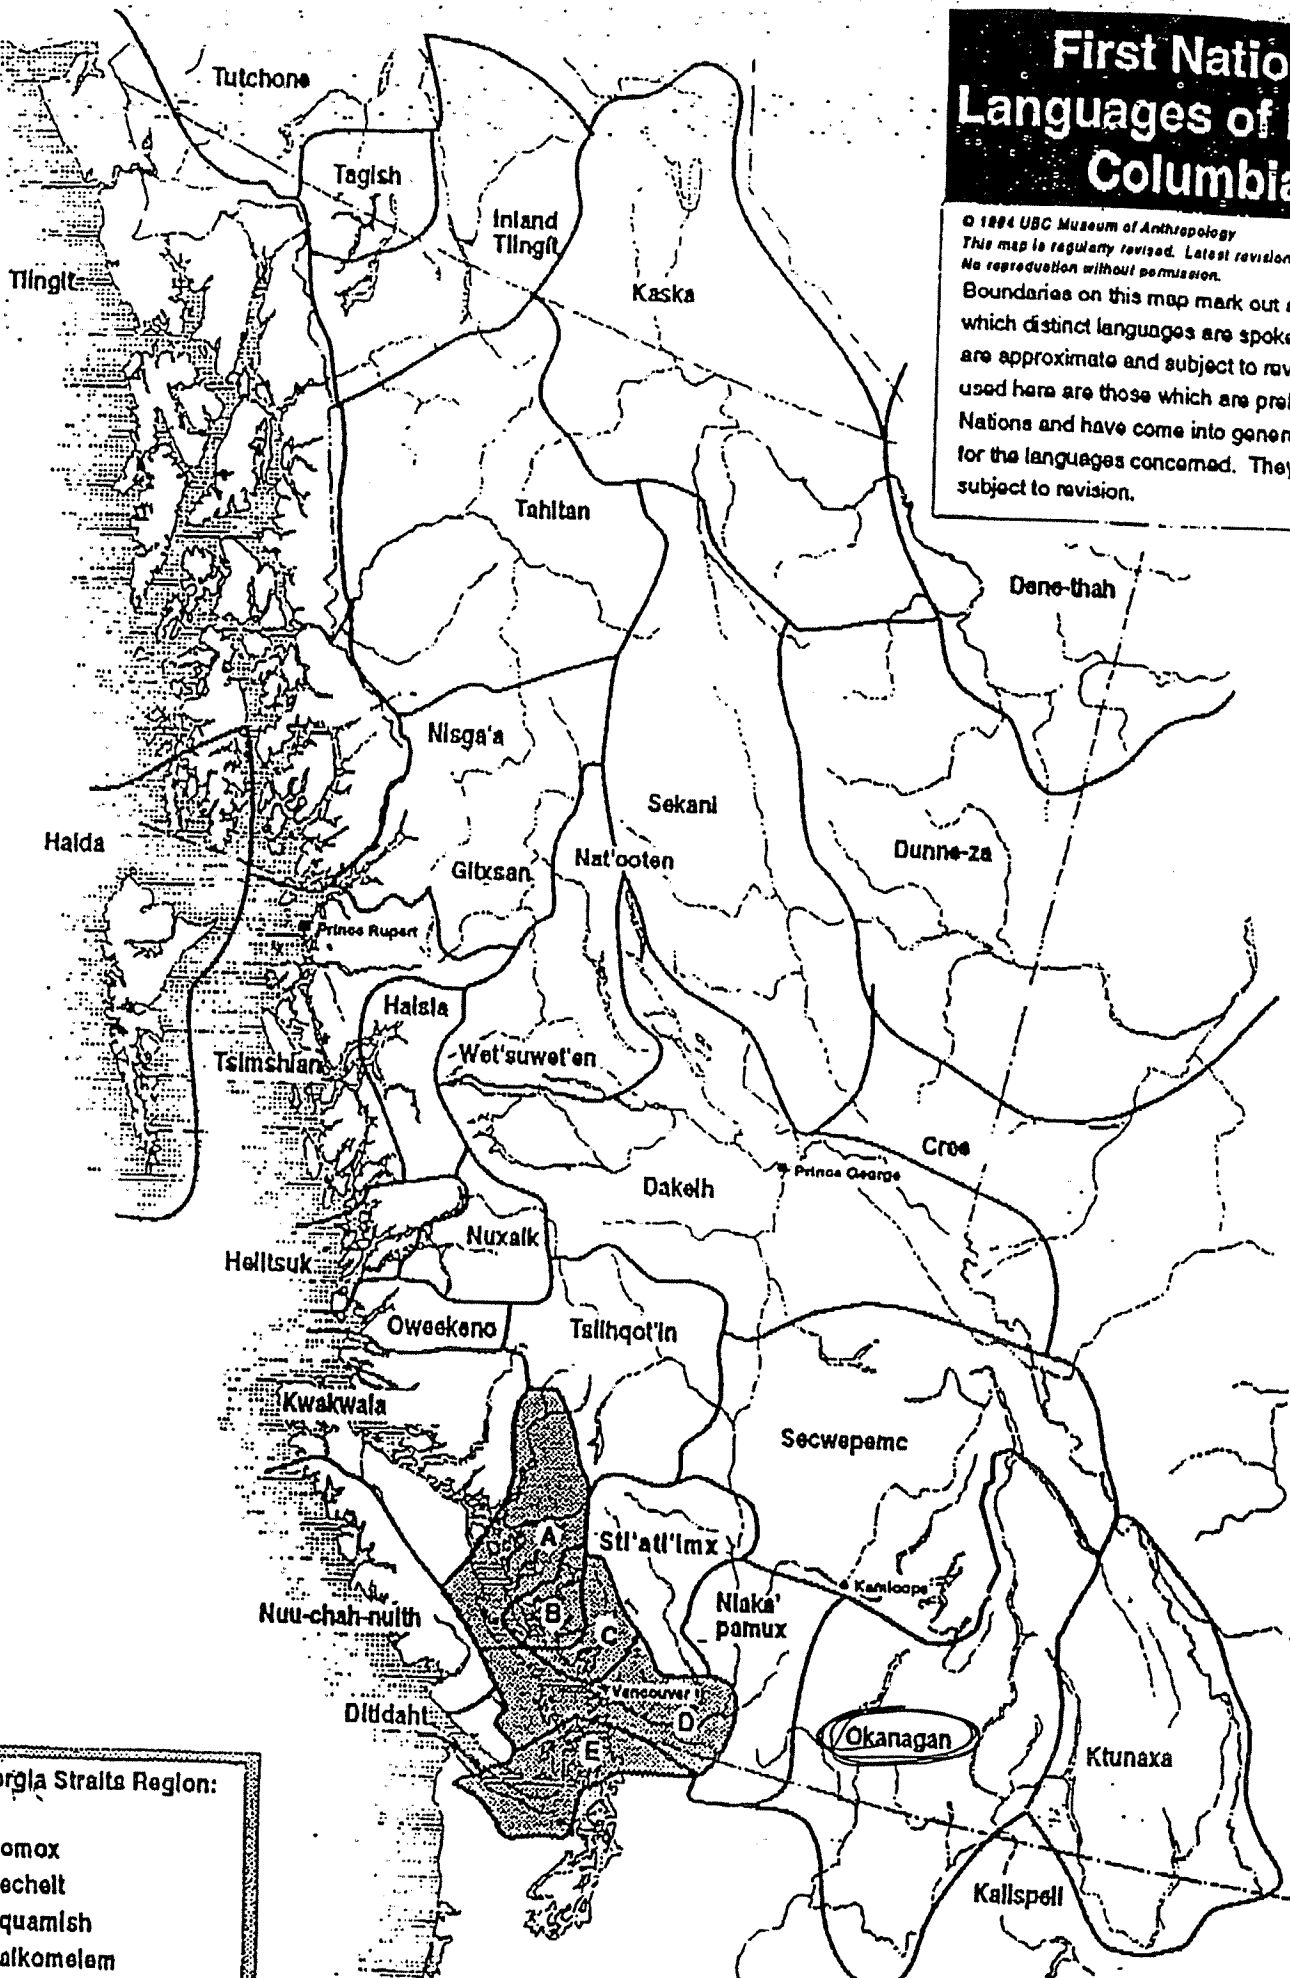 First Natio
Languages of
Columbia
© 1994 UBC Museum of Anthropology
This map is regularly revised. Latest revision
No reproduction without permission.
Boundaries on this map mark out a
which distinct languages are spoke
are approximate and subject to rev
used here are those which are pref
Nations and have come into gener
for the languages concerned. They
subject to revision.
Tutchone
Tagish
Inland
Tlingit
Tlingit
Kaska
Tahltan
Dene-thah
Nisga'a
Sekani
Haida
Gitxsan
Nat'ooten
Dunne-za
Prince Rupert
Haisla
Tsimshian
Wet'suwet'en
Cree
Prince George
Dakelh
Nuxalk
Heiltsuk
Oweekeno
Tsilhqot'in
Kwakwala
Secwepemc
A
Stl'atl'imx
Kamloops
B
Nlaka'
pamux
Nuu-chah-nulth
C
Vancouver
Ditidaht
D
E
Okanagan
Ktunaxa
Kalispell
orgia Straits Region:
omox
echelt
quamish
alkomelem